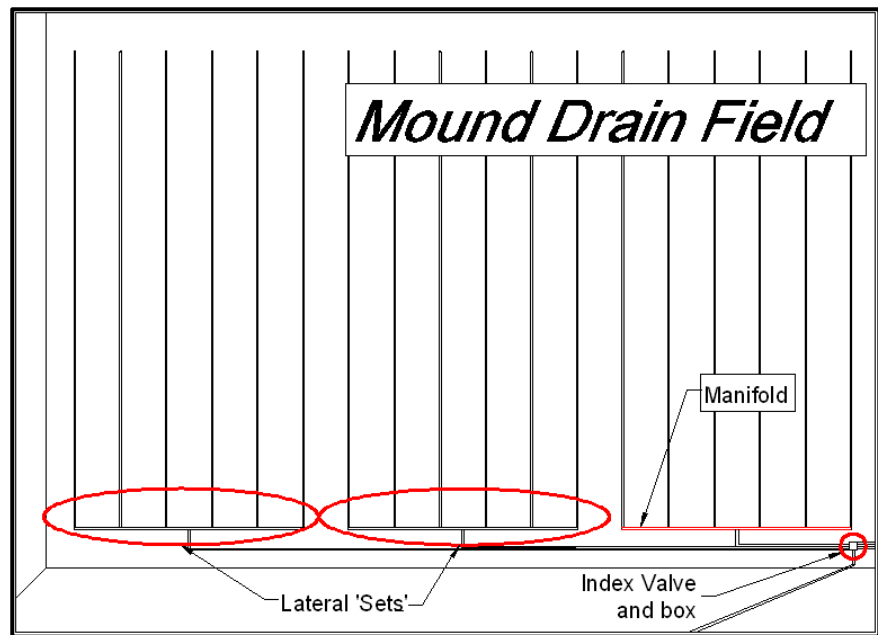 Mound Drain Field
Manifold
Lateral 'Sets'
Index Valve
and box